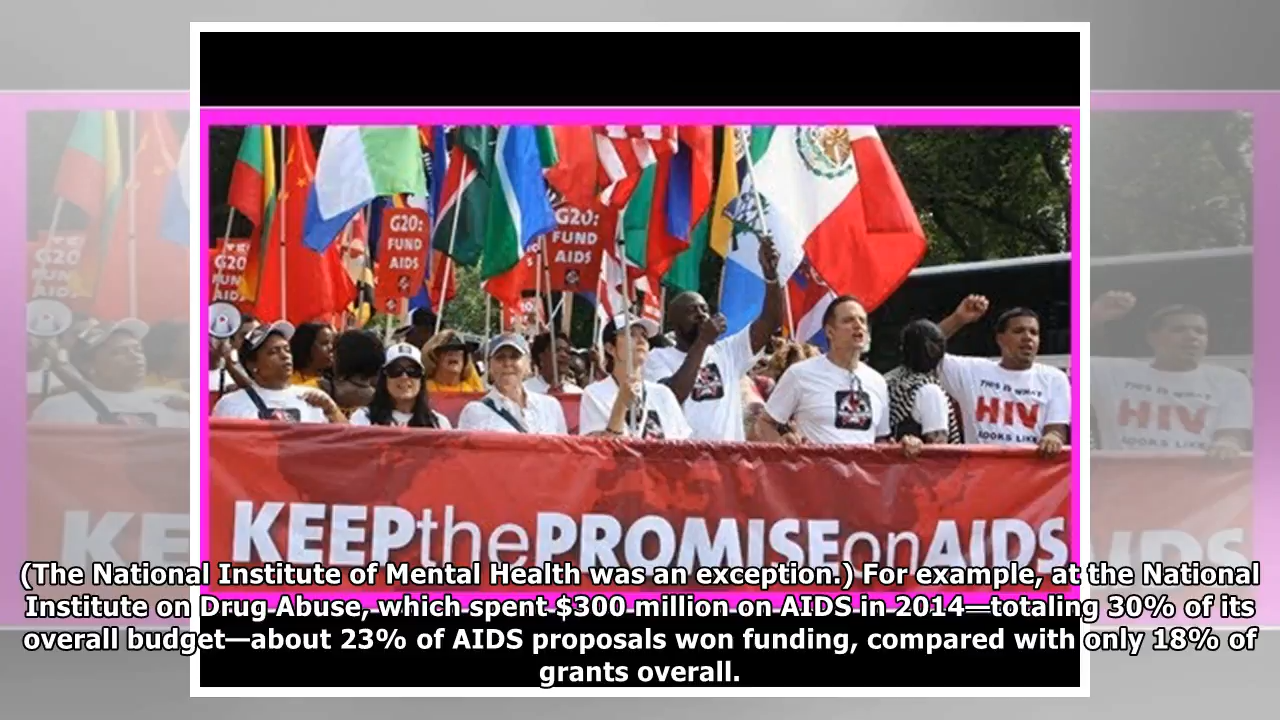 G20:
FUND
AIDS
G20:
FUND
AIDS
G20
FUN
AID
THIS IS WHAT
HIV
LOOKS LIKE
KEEPthePROMISEonAIDS
(The National Institute of Mental Health was an exception.) For example, at the National
Institute on Drug Abuse, which spent $300 million on AIDS in 2014—totaling 30% of its
overall budget—about 23% of AIDS proposals won funding, compared with only 18% of
grants overall.